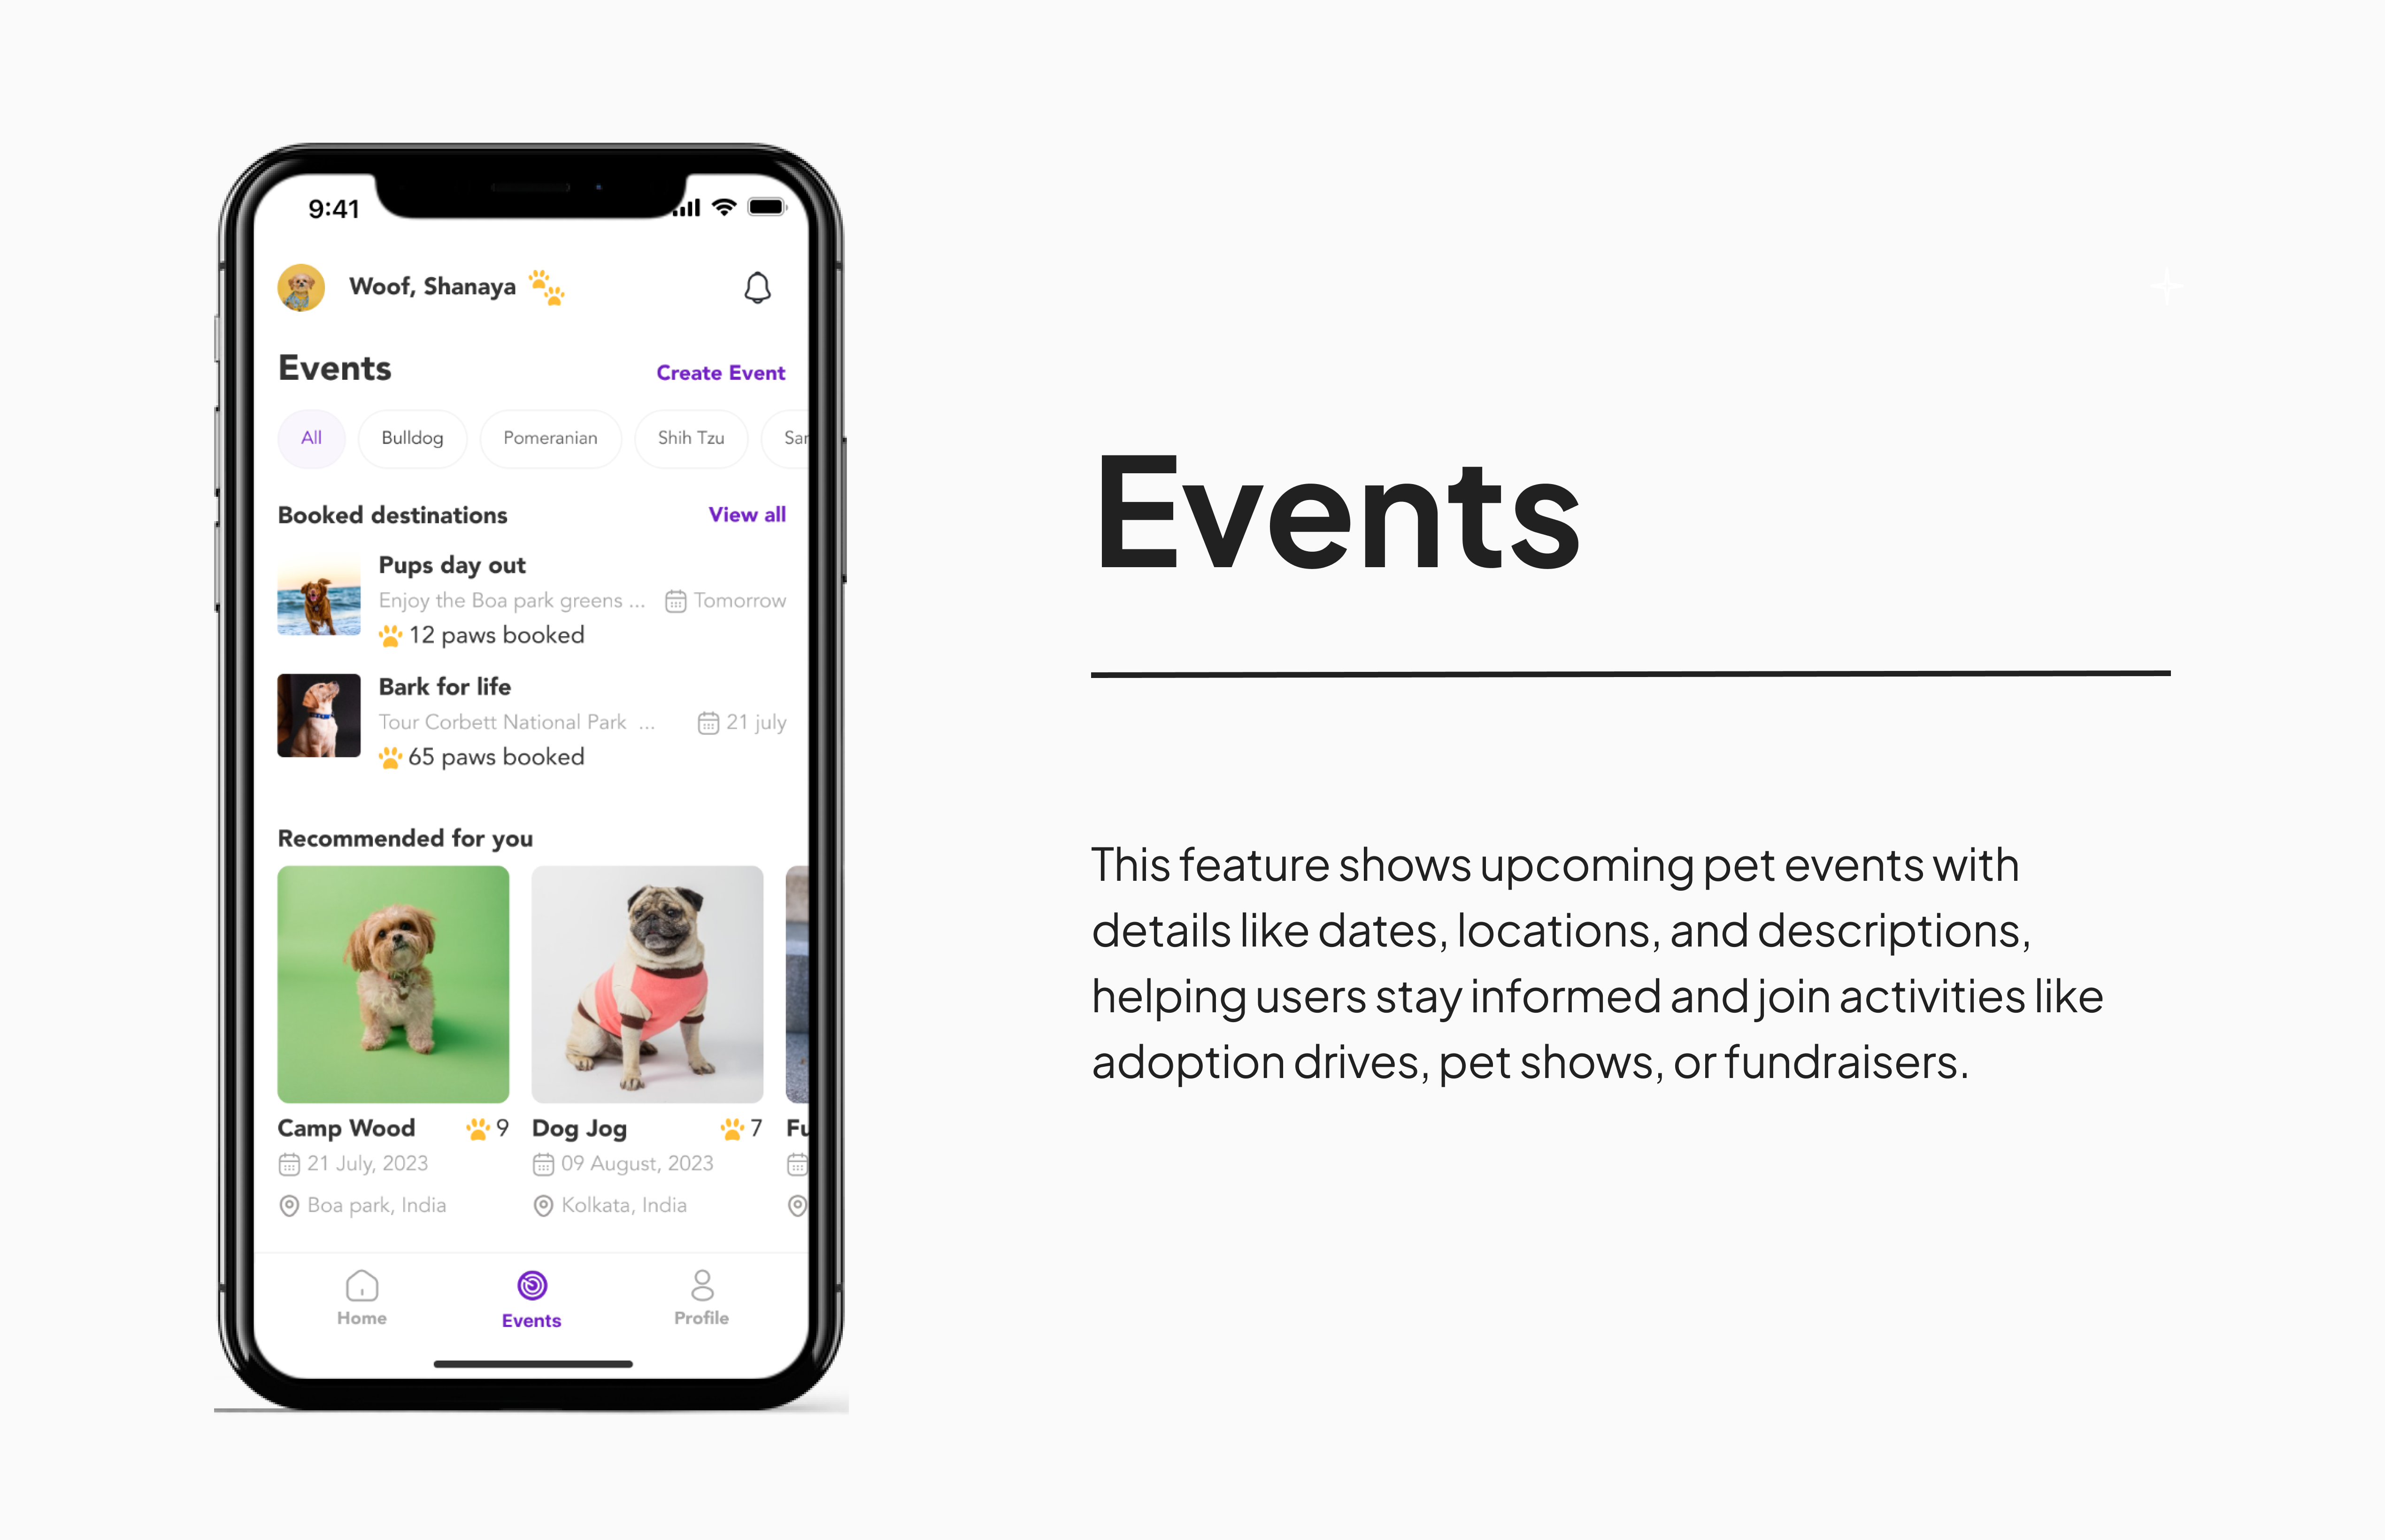 9:41
Woof, Shanaya
Events
Create Event
All
Bulldog
Pomeranian
Shih Tzu
Booked destinations
View all
Pups day out
Enjoy the Boa park greens ...
Tomorrow
12 paws booked
Bark for life
Tour Corbett National Park ...
21 july
65 paws booked
Recommended for you
Camp Wood
9
Dog Jog
7
21 July, 2023
09 August, 2023
Boa park, India
Kolkata, India
Home
Events
Profile
Events
This feature shows upcoming pet events with
details like dates, locations, and descriptions,
helping users stay informed and join activities like
adoption drives, pet shows, or fundraisers.